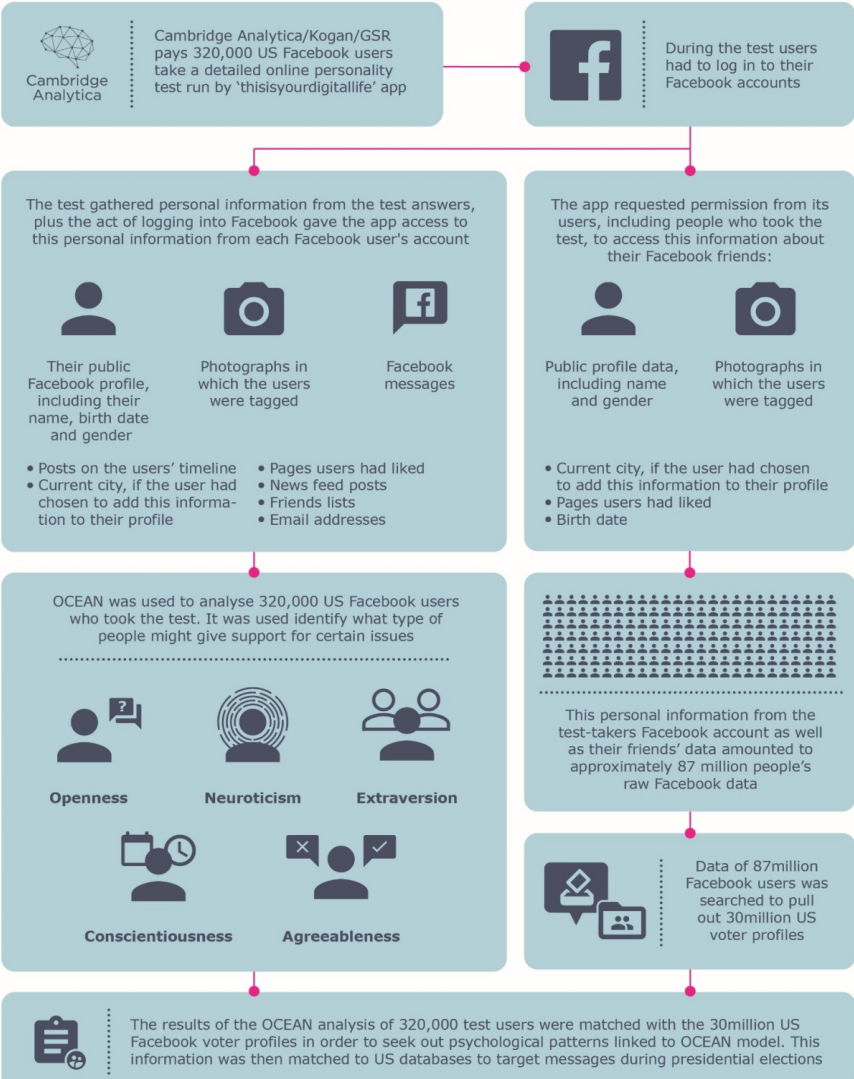 Cambridge
Analytica
Cambridge Analytica/Kogan/GSR
pays 320,000 US Facebook users
take a detailed online personality
test run by ‘thisisyourdigitallife’ app
During the test users
had to log in to their
Facebook accounts
The test gathered personal information from the test answers,
plus the act of logging into Facebook gave the app access to
this personal information from each Facebook user's account
Their public
Facebook profile,
including their
name, birth date
and gender
Photographs in
which the users
were tagged
Facebook
messages
• Posts on the users’ timeline
• Current city, if the user had
chosen to add this informa-
tion to their profile
• Pages users had liked
• News feed posts
• Friends lists
• Email addresses
The app requested permission from its
users, including people who took the
test, to access this information about
their Facebook friends:
Public profile data,
including name
and gender
Photographs in
which the users
were tagged
• Current city, if the user had chosen
to add this information to their profile
• Pages users had liked
• Birth date
OCEAN was used to analyse 320,000 US Facebook users
who took the test. It was used identify what type of
people might give support for certain issues
?
Openness
Neuroticism
Extraversion
Conscientiousness
Agreeableness
This personal information from the
test-takers Facebook account as well
as their friends’ data amounted to
approximately 87 million people’s
raw Facebook data
Data of 87million
Facebook users was
searched to pull
out 30million US
voter profiles
The results of the OCEAN analysis of 320,000 test users were matched with the 30million US
Facebook voter profiles in order to seek out psychological patterns linked to OCEAN model. This
information was then matched to US databases to target messages during presidential elections